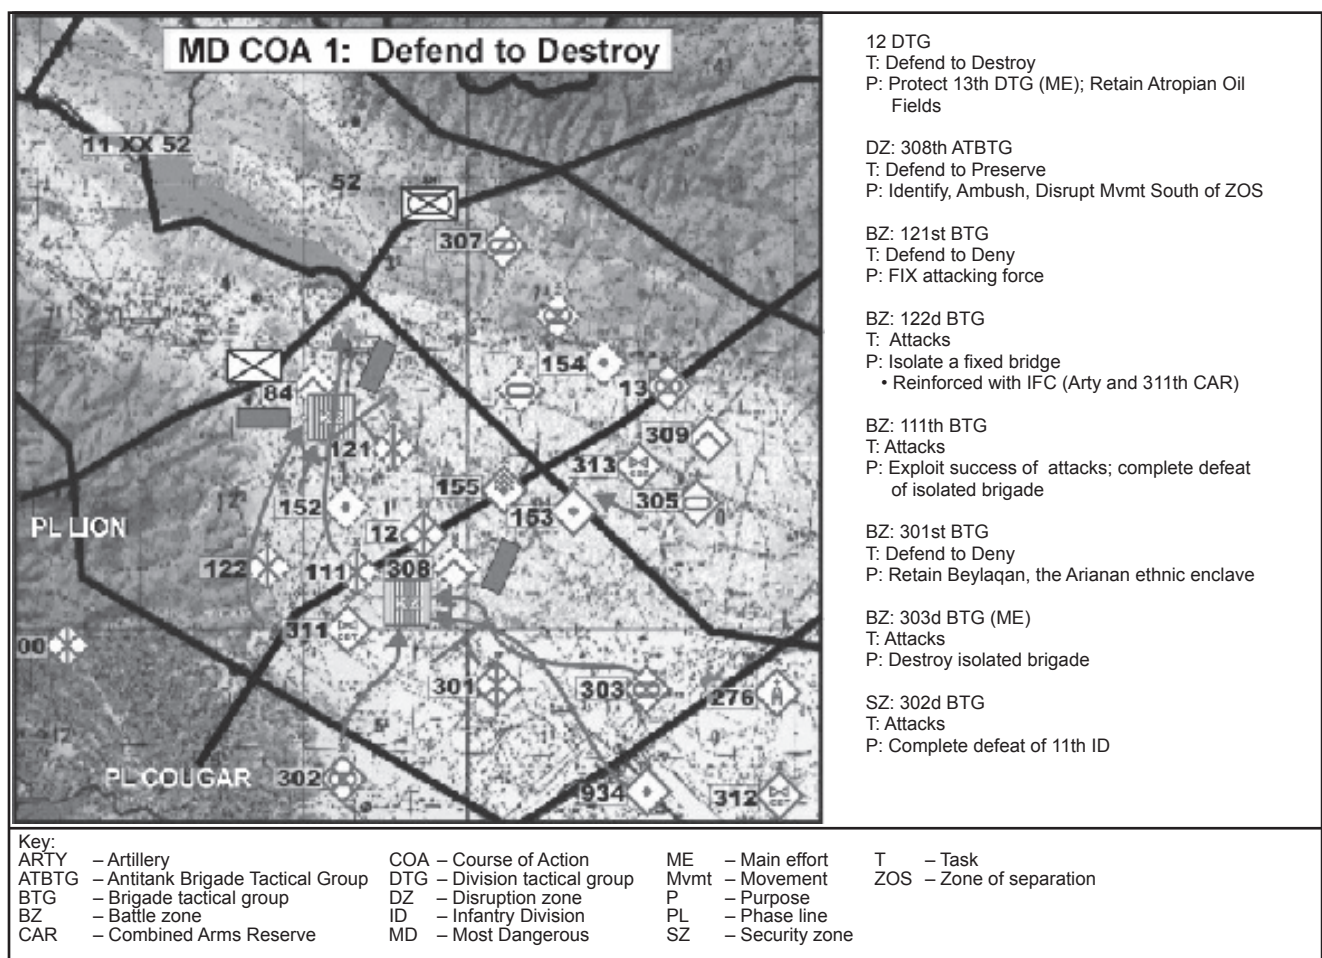 MD COA 1: Defend to Destroy
11 XX 52
52
307
154
13
84
121
309
313
155
305
152
153
12
PL LION
122
111
308
311
00
301
303
276
PL COUGAR
302
934
312
12 DTG
T: Defend to Destroy
P: Protect 13th DTG (ME); Retain Atropian Oil
Fields
DZ: 308th ATBTG
T: Defend to Preserve
P: Identify, Ambush, Disrupt Mvmt South of ZOS
BZ: 121st BTG
T: Defend to Deny
P: FIX attacking force
BZ: 122d BTG
T: Attacks
P: Isolate a fixed bridge
• Reinforced with IFC (Arty and 311th CAR)
BZ: 111th BTG
T: Attacks
P: Exploit success of attacks; complete defeat
of isolated brigade
BZ: 301st BTG
T: Defend to Deny
P: Retain Beylaqan, the Arianan ethnic enclave
BZ: 303d BTG (ME)
T: Attacks
P: Destroy isolated brigade
SZ: 302d BTG
T: Attacks
P: Complete defeat of 11th ID
Key:
ARTY – Artillery
ATBTG – Antitank Brigade Tactical Group
BTG – Brigade tactical group
BZ – Battle zone
CAR – Combined Arms Reserve
COA – Course of Action
DTG – Division tactical group
DZ – Disruption zone
ID – Infantry Division
MD – Most Dangerous
ME – Main effort
Mvmt – Movement
P – Purpose
PL – Phase line
SZ – Security zone
T – Task
ZOS – Zone of separation